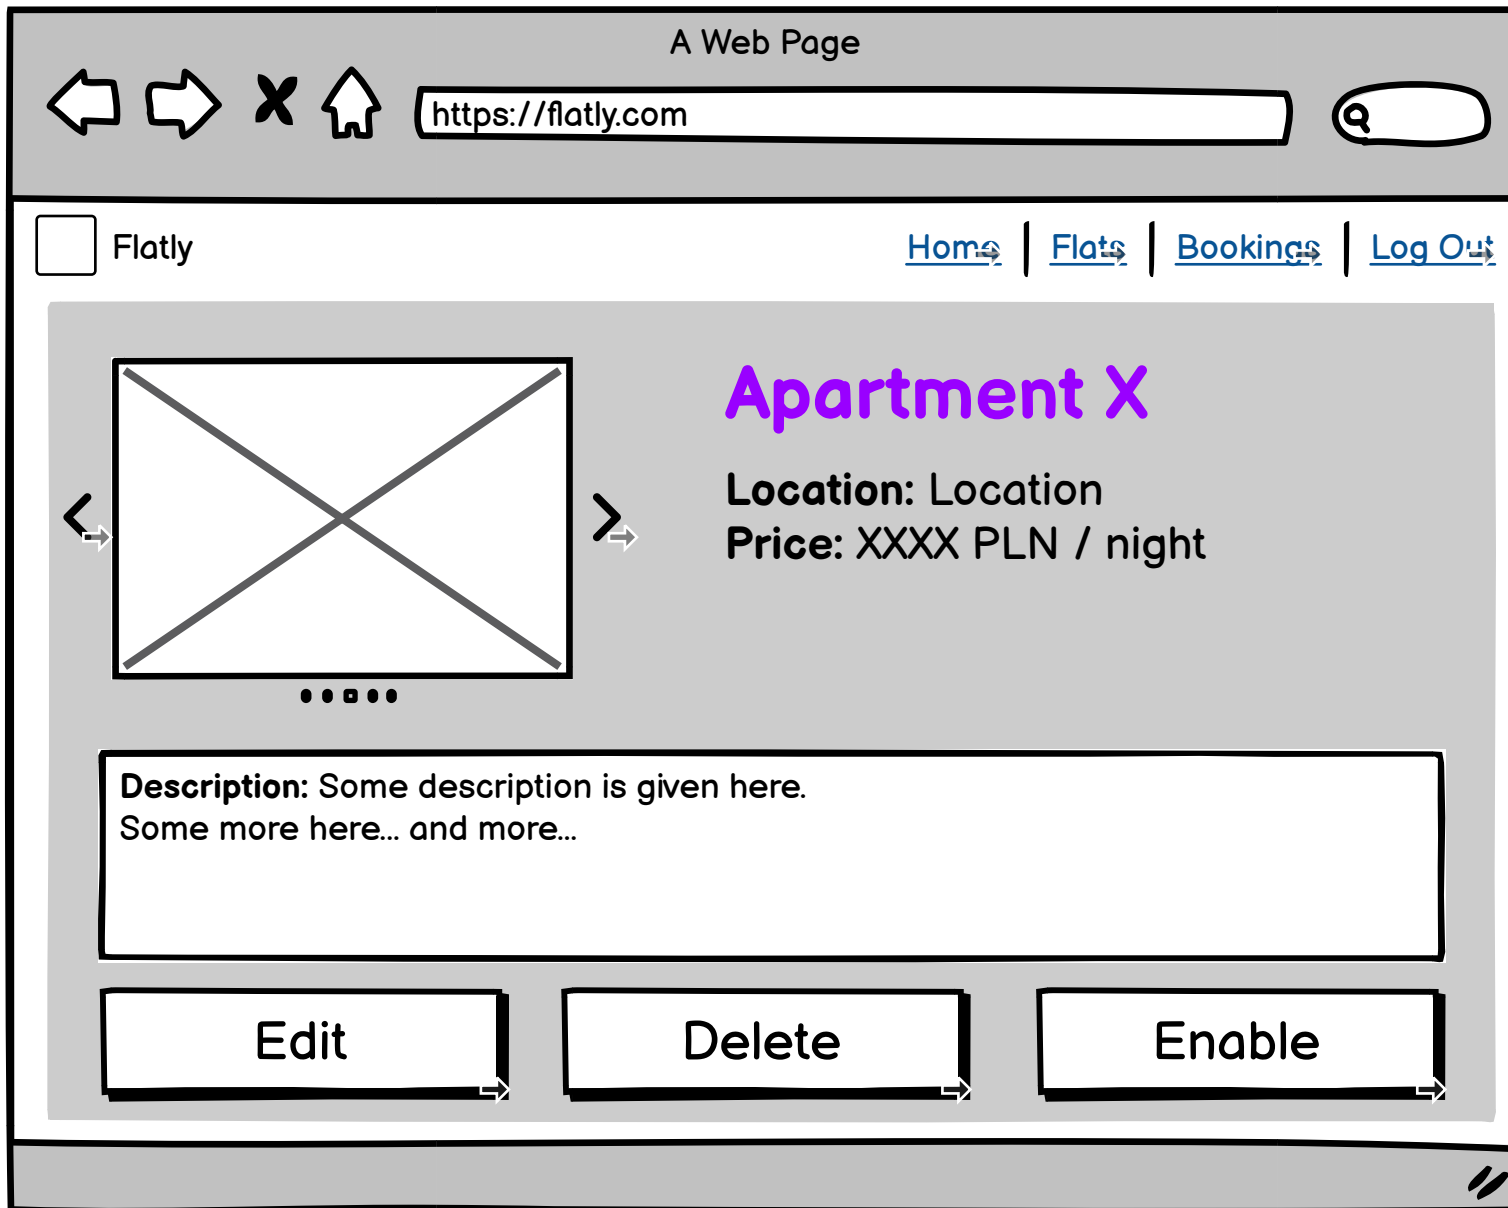 A Web Page
https://flatly.com
Flatly
Home
Flats
Bookings
Log Out
Apartment X
Location: Location
Price: XXXX PLN / night
Description: Some description is given here.
Some more here... and more...
Edit
Delete
Enable